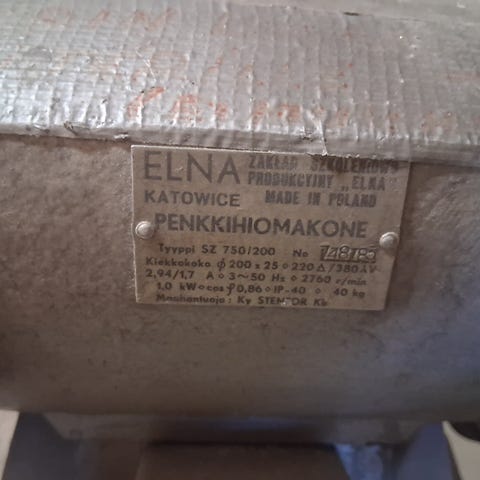 ELNA
ZAKŁAD SZKOLENIOWO
PRODUKCYJNY „ELKA"
KATOWICE MADE IN POLAND
PENKKIHIOMAKONE
Tyyppi SZ 750/200 No 748/83
Kiekkokoko ϕ 200 x 25 ∘ 220 Δ/380 Λ V
2,94/1,7 A ∘ 3~50 Hz ∘ 2760 r/min
1,0 kW ∘ cos φ 0,86 ∘ IP-40 ∘ 40 kg
Maahantuoja: Ky STENFOR Kb